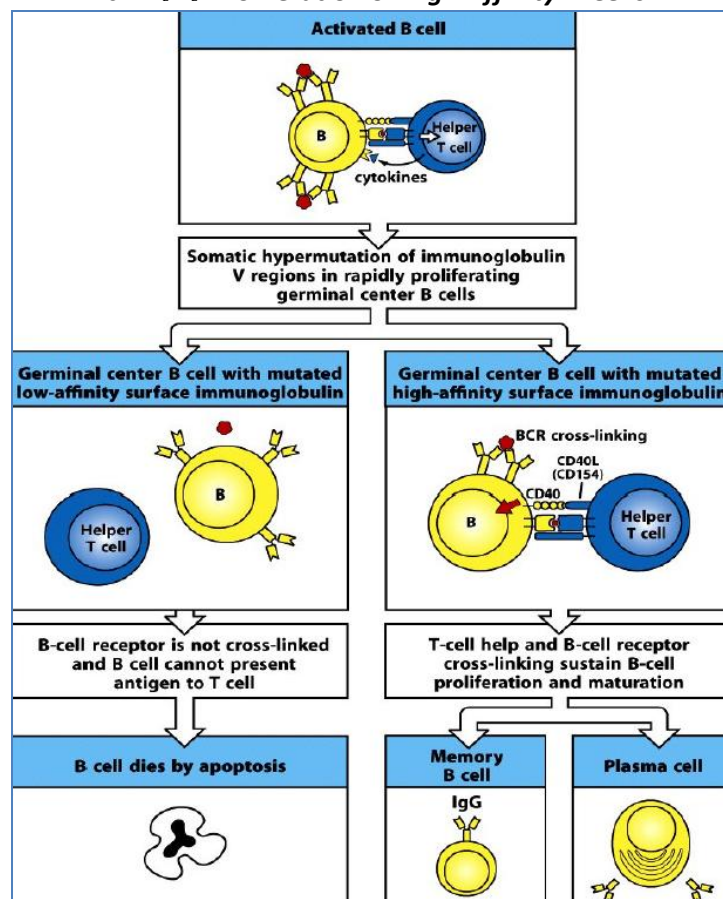 Activated B cell
B
Helper
T cell
cytokines
Somatic hypermutation of immunoglobulin
V regions in rapidly proliferating
germinal center B cells
Germinal center B cell with mutated
low-affinity surface immunoglobulin
B
Helper
T cell
Germinal center B cell with mutated
high-affinity surface immunoglobulin
BCR cross-linking
CD40L
(CD154)
CD40
B
Helper
T cell
B-cell receptor is not cross-linked
and B cell cannot present
antigen to T cell
T-cell help and B-cell receptor
cross-linking sustain B-cell
proliferation and maturation
B cell dies by apoptosis
Memory
B cell
IgG
Plasma cell